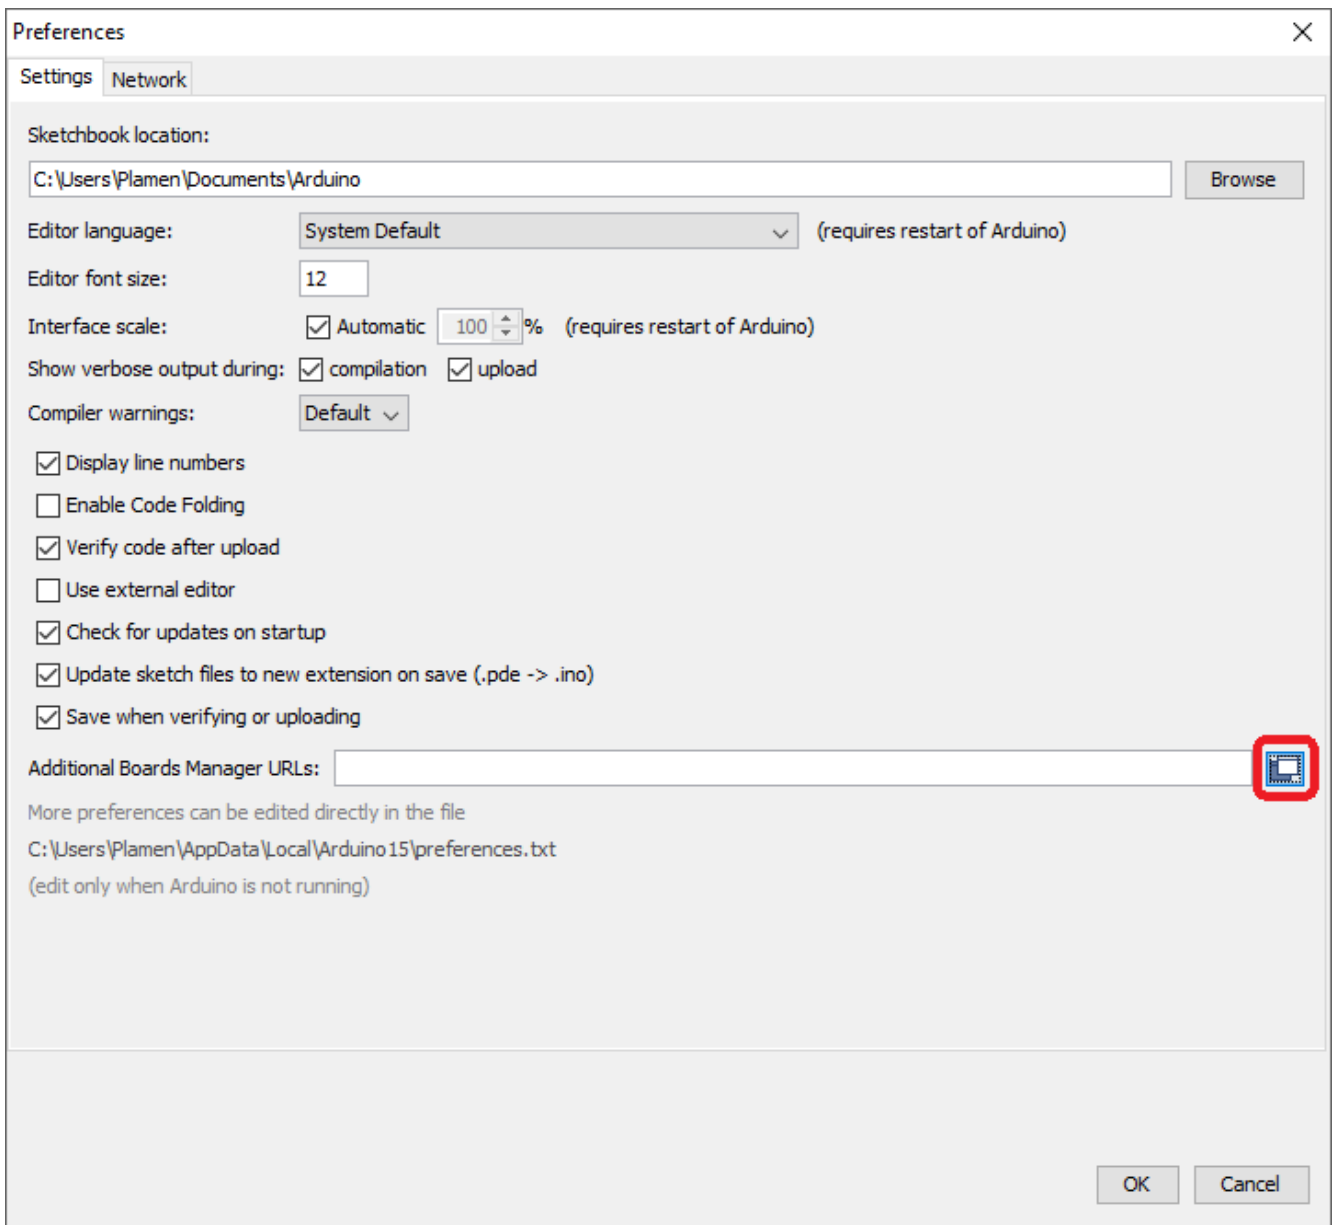 Preferences
Settings Network
Sketchbook location:
C:\Users\Plamen\Documents\Arduino Browse
Editor language: System Default (requires restart of Arduino)
Editor font size: 12
Interface scale: Automatic 100 % (requires restart of Arduino)
Show verbose output during: compilation upload
Compiler warnings: Default
Display line numbers
Enable Code Folding
Verify code after upload
Use external editor
Check for updates on startup
Update sketch files to new extension on save (.pde -> .ino)
Save when verifying or uploading
Additional Boards Manager URLs:
More preferences can be edited directly in the file
C:\Users\Plamen\AppData\Local\Arduino15\preferences.txt
(edit only when Arduino is not running)
OK Cancel